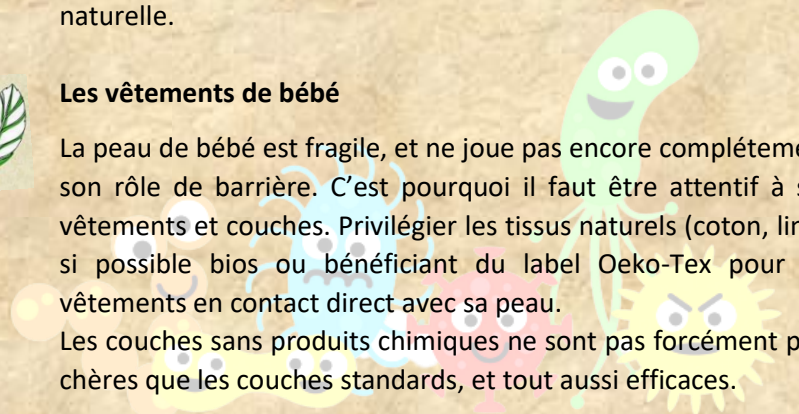 naturelle.
Les vêtements de bébé
La peau de bébé est fragile, et ne joue pas encore compléteme
son rôle de barrière. C’est pourquoi il faut être attentif à s
vêtements et couches. Privilégier les tissus naturels (coton, lin
si possible bios ou bénéficiant du label Oeko-Tex pour
vêtements en contact direct avec sa peau.
Les couches sans produits chimiques ne sont pas forcément p
chères que les couches standards, et tout aussi efficaces.